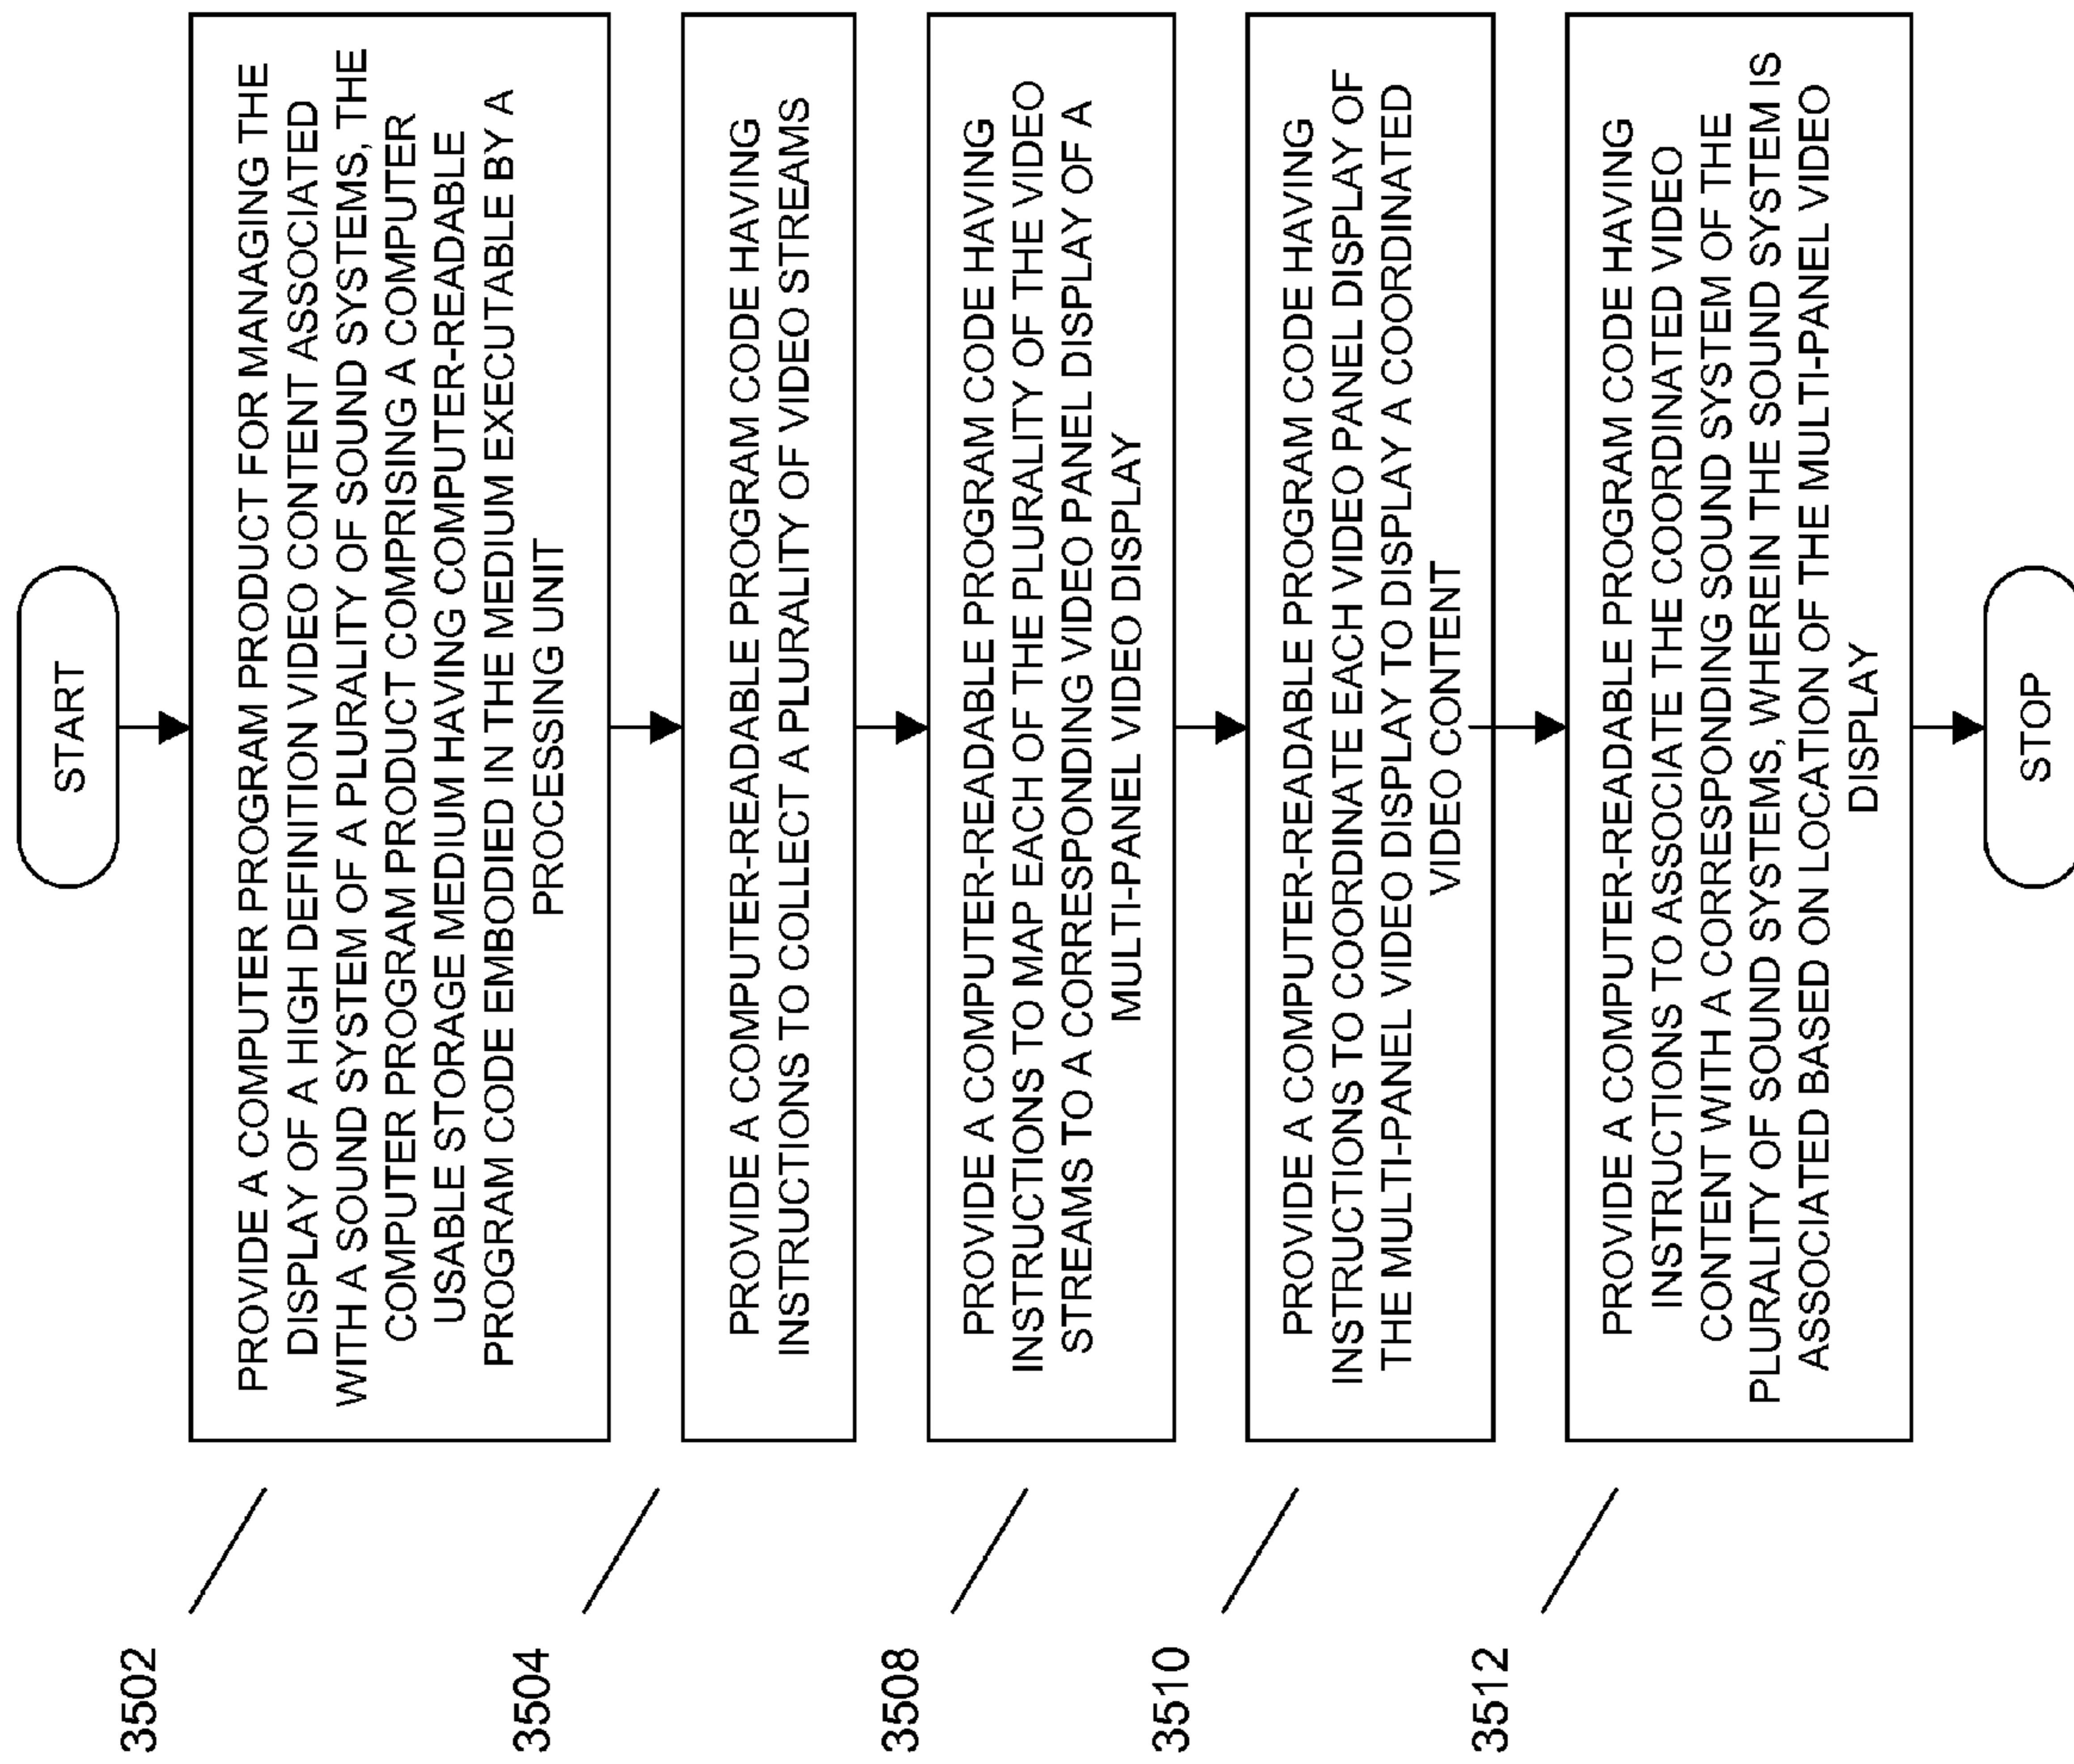 START
3502
PROVIDE A COMPUTER PROGRAM PRODUCT FOR MANAGING THE
DISPLAY OF A HIGH DEFINITION VIDEO CONTENT ASSOCIATED
WITH A SOUND SYSTEM OF A PLURALITY OF SOUND SYSTEMS, THE
COMPUTER PROGRAM PRODUCT COMPRISING A COMPUTER
USABLE STORAGE MEDIUM HAVING COMPUTER-READABLE
PROGRAM CODE EMBODIED IN THE MEDIUM EXECUTABLE BY A
PROCESSING UNIT
3504
PROVIDE A COMPUTER-READABLE PROGRAM CODE HAVING
INSTRUCTIONS TO COLLECT A PLURALITY OF VIDEO STREAMS
3508
PROVIDE A COMPUTER-READABLE PROGRAM CODE HAVING
INSTRUCTIONS TO MAP EACH OF THE PLURALITY OF THE VIDEO
STREAMS TO A CORRESPONDING VIDEO PANEL DISPLAY OF A
MULTI-PANEL VIDEO DISPLAY
3510
PROVIDE A COMPUTER-READABLE PROGRAM CODE HAVING
INSTRUCTIONS TO COORDINATE EACH VIDEO PANEL DISPLAY OF
THE MULTI-PANEL VIDEO DISPLAY TO DISPLAY A COORDINATED
VIDEO CONTENT
3512
PROVIDE A COMPUTER-READABLE PROGRAM CODE HAVING
INSTRUCTIONS TO ASSOCIATE THE COORDINATED VIDEO
CONTENT WITH A CORRESPONDING SOUND SYSTEM OF THE
PLURALITY OF SOUND SYSTEMS, WHEREIN THE SOUND SYSTEM IS
ASSOCIATED BASED ON LOCATION OF THE MULTI-PANEL VIDEO
DISPLAY
STOP